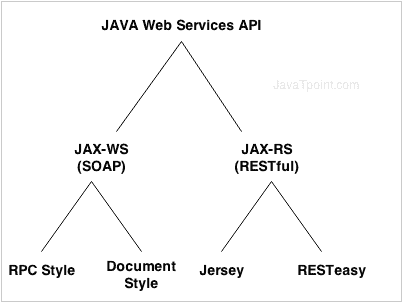 JAVA Web Services API
JavaTpoint.com
JAX-WS
(SOAP)
JAX-RS
(RESTful)
RPC Style
Document
Style
Jersey
RESTeasy